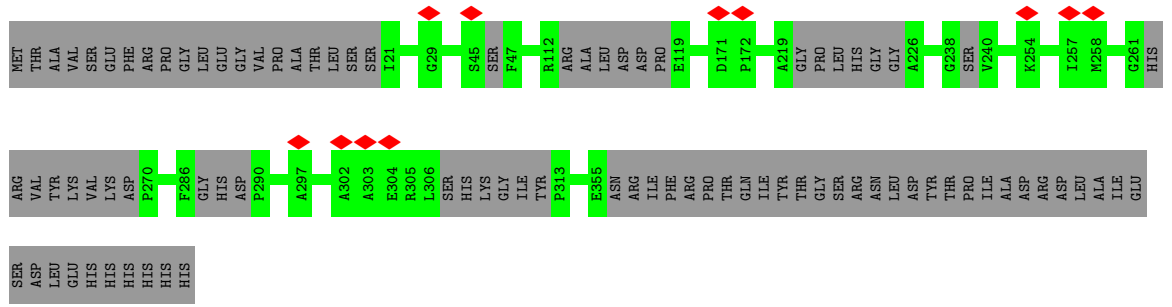 MET THR ALA VAL SER GLU PHE ARG PRO GLY LEU GLU GLY VAL PRO ALA THR LEU SER SER I21 G29 S45 SER F47 R112 ARG ALA LEU ASP ASP PRO E119 D171 P172 A219 GLY PRO LEU HIS GLY GLY A226 G238 SER V240 K254 I257 M258 G261 HIS
ARG VAL TYR LYS VAL LYS ASP P270 F286 GLY HIS ASP P290 A297 A302 A303 E304 R305 L306 SER HIS LYS GLY ILE TYR P313 E355 ASN ARG ILE PHE ARG PRO THR GLN ILE TYR THR GLY SER ARG ASN LEU ASP TYR THR PRO ILE ALA ASP ARG ASP LEU ALA ILE GLU
SER ASP LEU GLU HIS HIS HIS HIS HIS HIS